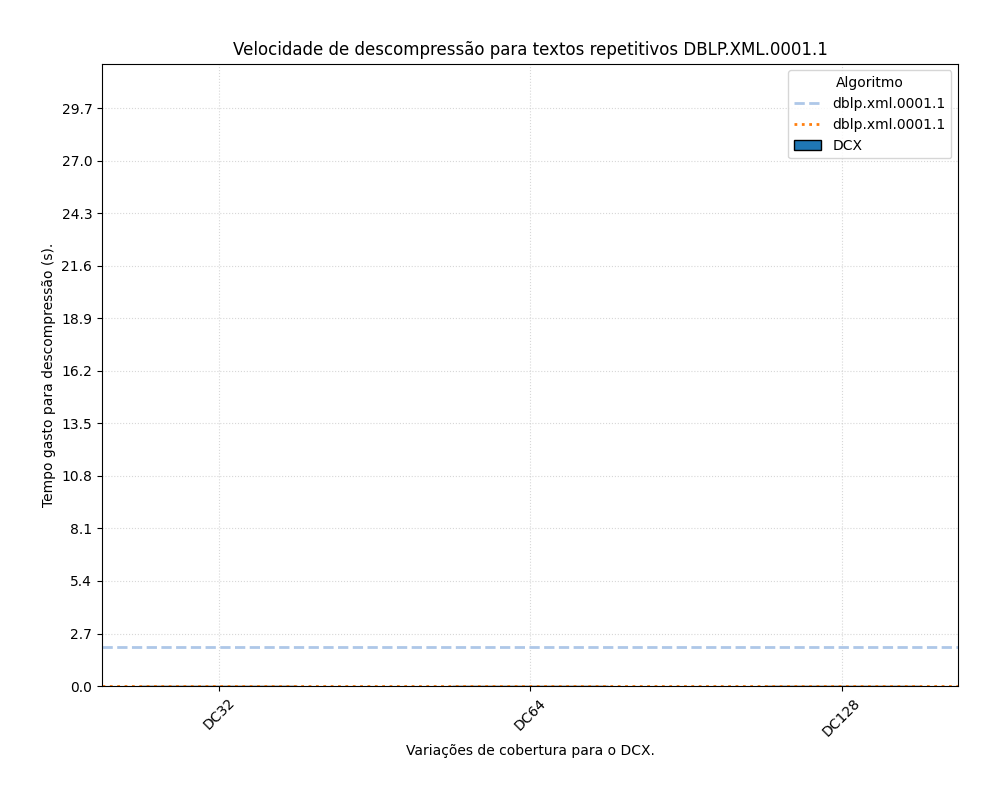 Velocidade de descompressão para textos repetitivos DBLP.XML.0001.1
Algoritmo
dblp.xml.0001.1
dblp.xml.0001.1
DCX
Tempo gasto para descompressão (s).
29.7
27.0
24.3
21.6
18.9
16.2
13.5
10.8
8.1
5.4
2.7
0.0
DC32
DC64
DC128
Variações de cobertura para o DCX.